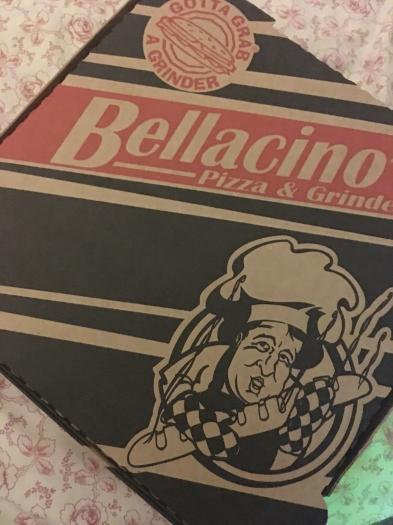 GOTTA GRAB
A GRINDER
Bellacino
Pizza & Grinde